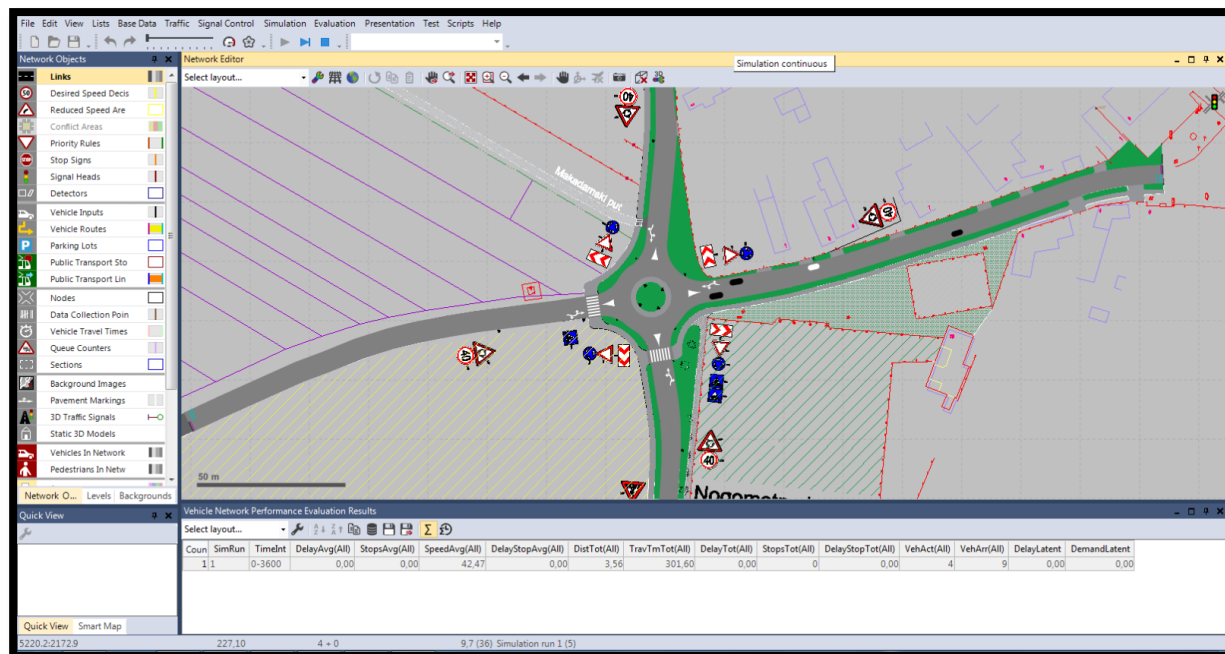 File Edit View Lists Base Data Traffic Signal Control Simulation Evaluation Presentation Test Scripts Help
Network Objects
Network Editor
Links
Select layout...
Simulation continuous
Desired Speed Decis
Reduced Speed Are
Conflict Areas
Priority Rules
Stop Signs
Signal Heads
Detectors
Vehicle Inputs
Vehicle Routes
Parking Lots
Public Transport Sto
Public Transport Lin
Nodes
Data Collection Poin
Vehicle Travel Times
Queue Counters
Sections
Background Images
Pavement Markings
3D Traffic Signals
Static 3D Models
Vehicles In Network
Pedestrians In Netw
40
Makadamski put
40
40
40
50 m
Network O... Levels Backgrounds
Quick View
Vehicle Network Performance Evaluation Results
Select layout...
Coun SimRun TimeInt DelayAvg(All) StopsAvg(All) SpeedAvg(All) DelayStopAvg(All) DistTot(All) TravTmTot(All) DelayTot(All) StopsTot(All) DelayStopTot(All) VehAct(All) VehArr(All) DelayLatent DemandLatent
1 1 0-3600 0,00 0,00 42,47 0,00 3,56 301,60 0,00 0 0,00 4 9 0,00 0,00
Quick View Smart Map
5220.2:2172.9 227,10 4 + 0 9,7 (36) Simulation run 1 (5)